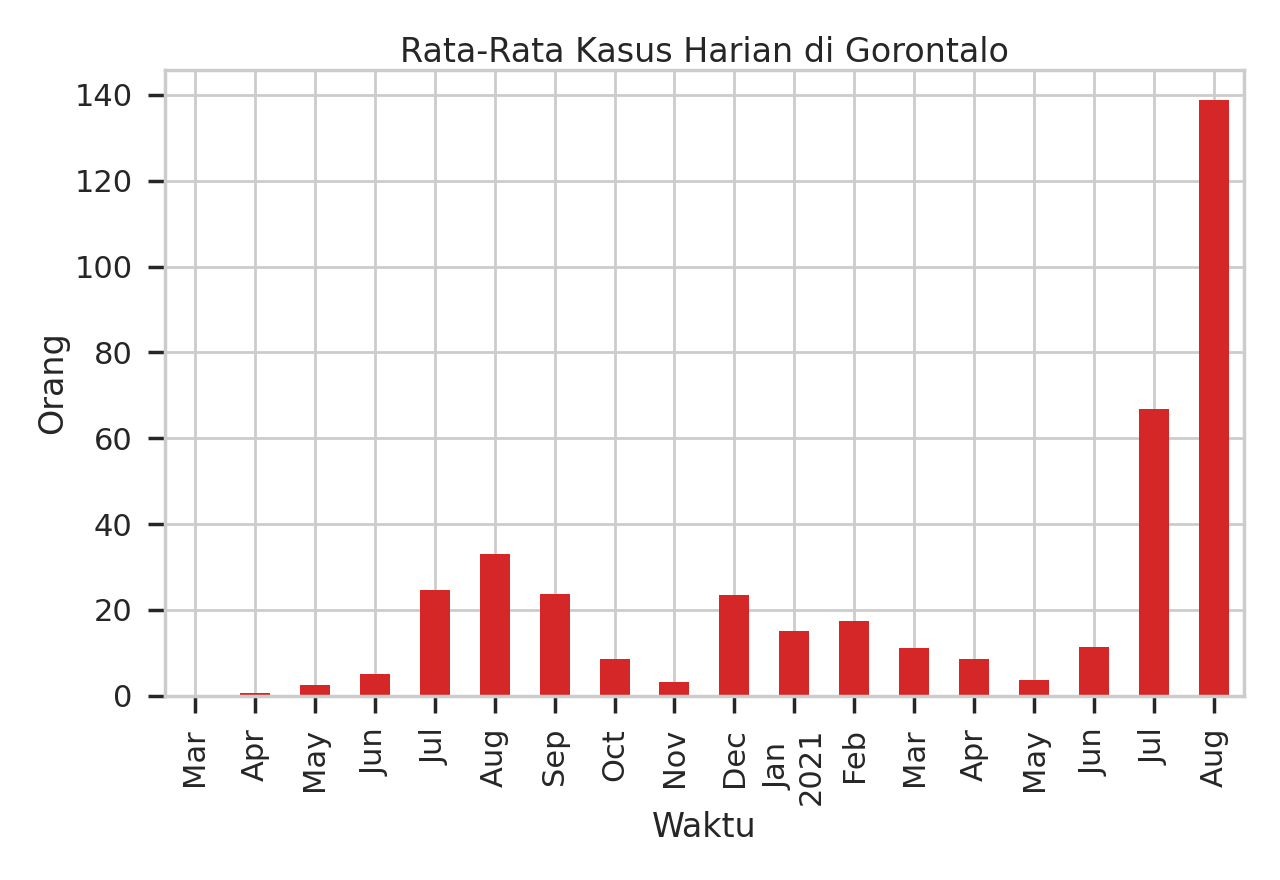 Rata-Rata Kasus Harian di Gorontalo
140
120
100
80
60
40
20
0
Orang
Mar
Apr
May
Jun
Jul
Aug
Sep
Oct
Nov
Dec
Jan
2021
Feb
Mar
Apr
May
Jun
Jul
Aug
Waktu